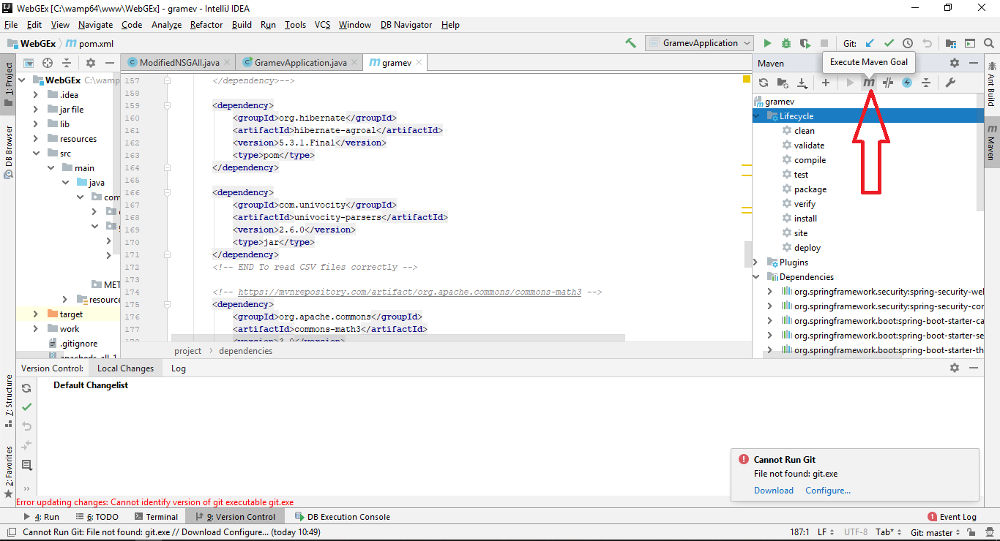 WebGEx [C:\wamp64\www\WebGEx] - gramev - IntelliJ IDEA
File Edit View Navigate Code Analyze Refactor Build Run Tools VCS Window DB Navigator Help
WebGEx pom.xml
GramevApplication Git:
Execute Maven Goal
1: Project
DB Browser
7: Structure
2: Favorites
WebGEx C:\wamp
.idea
jar file
lib
resources
src
main
java
com
MET
resource
target
work
.gitignore
ModifiedNSGAII.java GramevApplication.java gramev
157 </dependency>-->
158
159 <dependency>
160 <groupId>org.hibernate</groupId>
161 <artifactId>hibernate-agroal</artifactId>
162 <version>5.3.1.Final</version>
163 <type>pom</type>
164 </dependency>
165
166 <dependency>
167 <groupId>com.univocity</groupId>
168 <artifactId>univocity-parsers</artifactId>
169 <version>2.6.0</version>
170 <type>jar</type>
171 </dependency>
172 <!-- END To read CSV files correctly -->
173
174 <!-- https://mvnrepository.com/artifact/org.apache.commons/commons-math3 -->
175 <dependency>
176 <groupId>org.apache.commons</groupId>
177 <artifactId>commons-math3</artifactId>
project dependencies
Maven
gramev
Lifecycle
clean
validate
compile
test
package
verify
install
site
deploy
Plugins
Dependencies
org.springframework.security:spring-security-wel
org.springframework.security:spring-security-cor
org.springframework.boot:spring-boot-starter-ca
org.springframework.boot:spring-boot-starter-se
org.springframework.boot:spring-boot-starter-th
Ant Build
Maven
Version Control: Local Changes Log
Default Changelist
Cannot Run Git
File not found: git.exe
Download Configure...
Error updating changes: Cannot identify version of git executable git.exe
4: Run 6: TODO Terminal 9: Version Control DB Execution Console 1 Event Log
Cannot Run Git: File not found: git.exe // Download Configure... (today 10:49) 187:1 LF UTF-8 Tab* Git: master